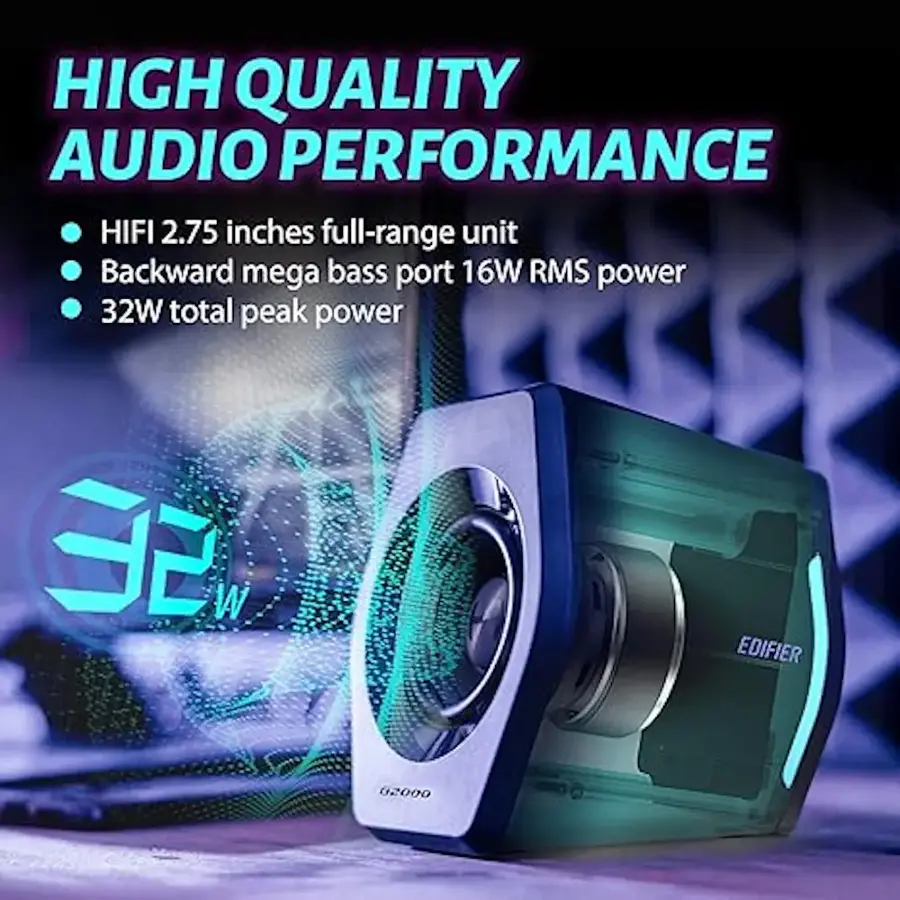 HIGH QUALITY
AUDIO PERFORMANCE
HIFI 2.75 inches full-range unit
Backward mega bass port 16W RMS power
32W total peak power
32W
EDIFIER
G2000